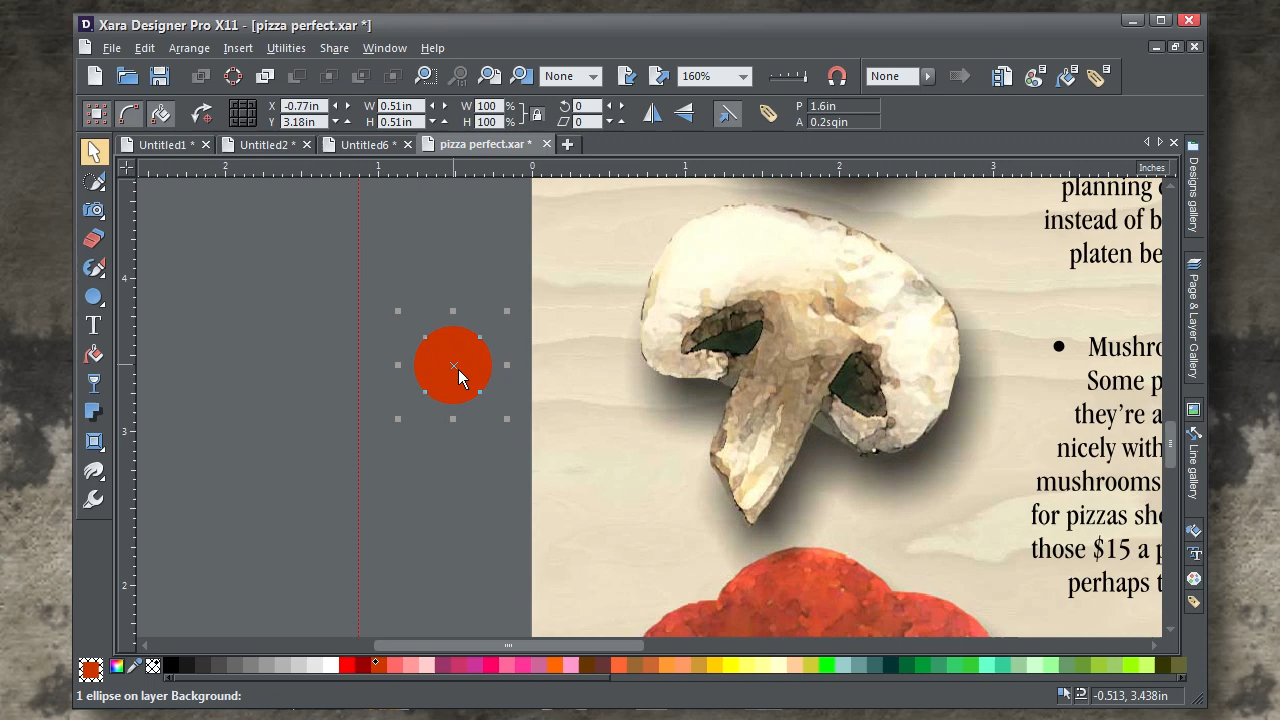 Xara Designer Pro X11 - [pizza perfect.xar *]
File Edit Arrange Insert Utilities Share Window Help
None 160% None
X -0.77in W 0.51in W 100 % 0 P 1.6in
Y 3.18in H 0.51in H 100 % 0 A 0.2sqin
Untitled1 * Untitled2 * Untitled6 * pizza perfect.xar *
2 1 0 1 2 3 Inches
4
3
2
planning
instead of b
platen be
• Mushro
Some p
they're a
nicely with
mushrooms
for pizzas sho
those $15 a p
perhaps t
Designs gallery
Page & Layer Gallery
Line gallery
1 ellipse on layer Background:
-0.513, 3.438in